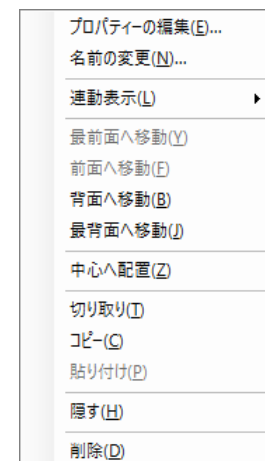 プロパティーの編集(E)...
名前の変更(N)...
連動表示(L)
最前面へ移動(Y)
前面へ移動(F)
背面へ移動(B)
最背面へ移動(J)
中心へ配置(Z)
切り取り(T)
コピー(C)
貼り付け(P)
隠す(H)
削除(D)